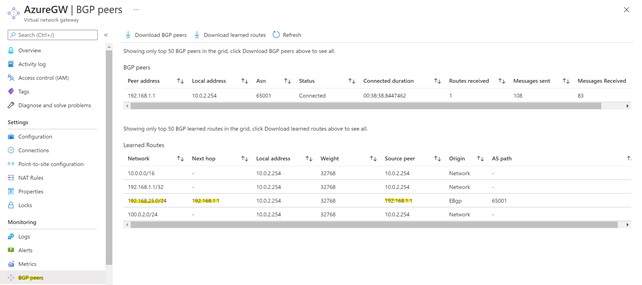 AzureGW | BGP peers ...
Virtual network gateway
Search (Ctrl+/)
Overview
Activity log
Access control (IAM)
Tags
Diagnose and solve problems
Settings
Configuration
Connections
Point-to-site configuration
NAT Rules
Properties
Locks
Monitoring
Logs
Alerts
Metrics
BGP peers
Download BGP peers Download learned routes Refresh
Showing only top 50 BGP peers in the grid, click Download BGP peers above to see all.
BGP peers
Peer address Local address Asn Status Connected duration Routes received Messages sent Messages Received
192.168.1.1 10.0.2.254 65001 Connected 00:38:38.8447462 1 108 83
Showing only top 50 BGP learned routes in the grid, click Download learned routes above to see all.
Learned Routes
Network Next hop Local address Weight Source peer Origin AS path
10.0.0.0/16 - 10.0.2.254 32768 10.0.2.254 Network -
192.168.1.1/32 - 10.0.2.254 32768 10.0.2.254 Network -
192.168.1.1 10.0.2.254 32768 192.168.1.1 EBgp 65001
100.0.2.0/24 - 10.0.2.254 32768 10.0.2.254 Network -